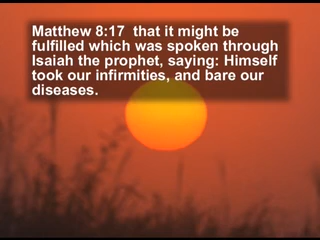 Matthew 8:17  that it might be
fulfilled which was spoken through
Isaiah the prophet, saying: Himself
took our infirmities, and bare our
diseases.